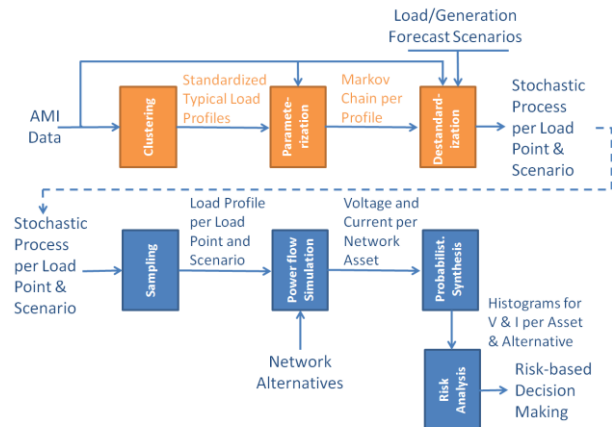 Load/Generation
Forecast Scenarios
AMI
Data
Clustering
Standardized
Typical Load
Profiles
Paramete-
rization
Markov
Chain per
Profile
Destandard-
ization
Stochastic
Process
per Load
Point &
Scenario
Stochastic
Process
per Load
Point &
Scenario
Sampling
Load Profile
per Load
Point and
Scenario
Power flow
Simulation
Voltage and
Current per
Network
Asset
Probabilist.
Synthesis
Network
Alternatives
Histograms for
V & I per Asset
& Alternative
Risk
Analysis
Risk-based
Decision
Making